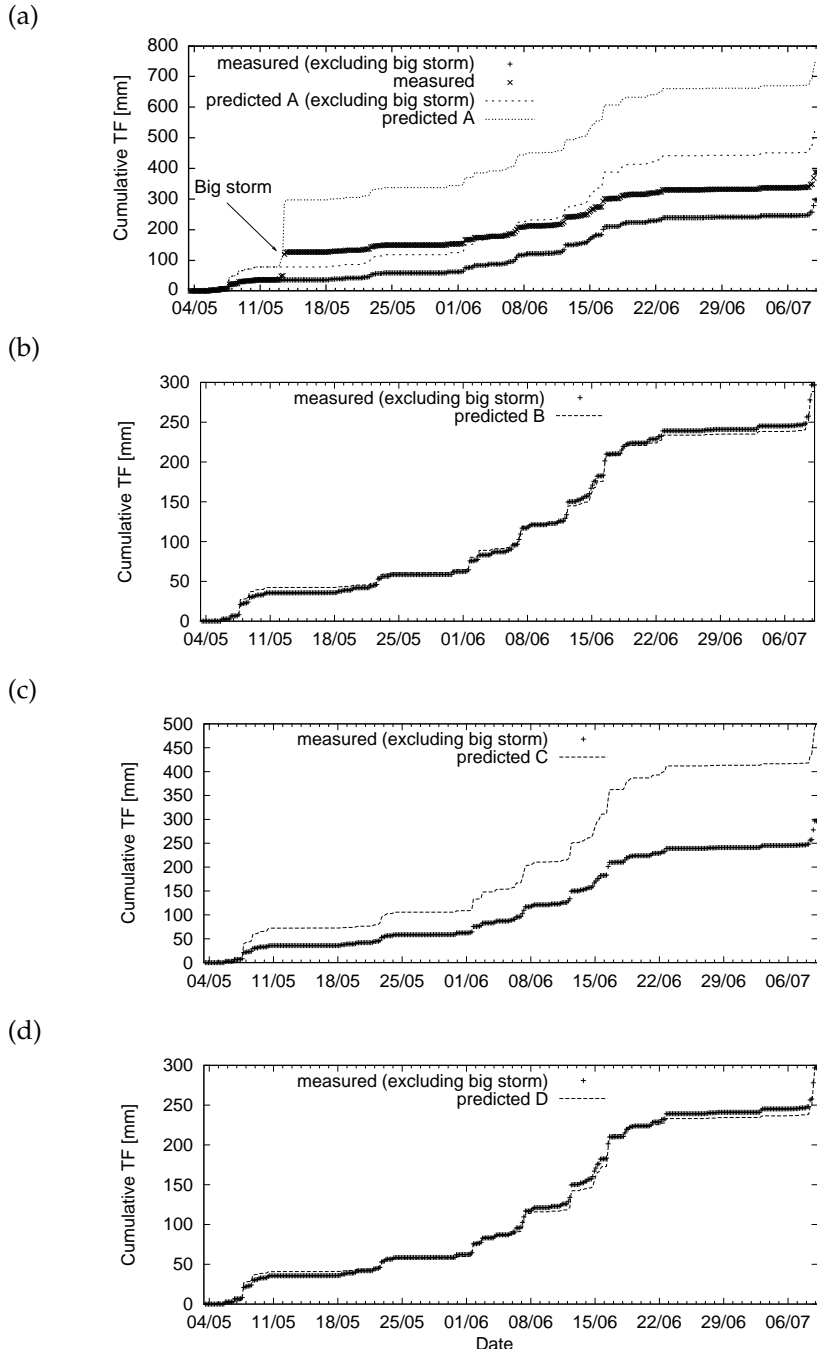 (a)
800
700
600
500
400
300
200
100
0
Cumulative TF [mm]
measured (excluding big storm)
measured
predicted A (excluding big storm)
predicted A
Big storm
04/05 11/05 18/05 25/05 01/06 08/06 15/06 22/06 29/06 06/07
(b)
300
250
200
150
100
50
0
Cumulative TF [mm]
measured (excluding big storm)
predicted B
04/05 11/05 18/05 25/05 01/06 08/06 15/06 22/06 29/06 06/07
(c)
500
450
400
350
300
250
200
150
100
50
0
Cumulative TF [mm]
measured (excluding big storm)
predicted C
04/05 11/05 18/05 25/05 01/06 08/06 15/06 22/06 29/06 06/07
(d)
300
250
200
150
100
50
0
Cumulative TF [mm]
measured (excluding big storm)
predicted D
04/05 11/05 18/05 25/05 01/06 08/06 15/06 22/06 29/06 06/07
Date